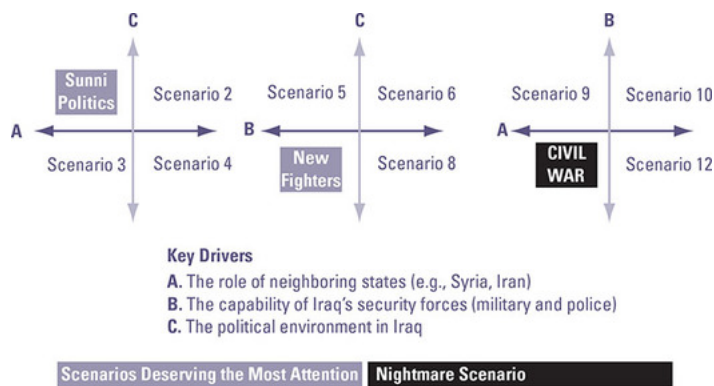 C
C
B
Sunni
Politics
Scenario 2
A
Scenario 3
Scenario 4
Scenario 5
Scenario 6
B
New
Fighters
Scenario 8
Scenario 9
Scenario 10
A
CIVIL
WAR
Scenario 12
Key Drivers
A. The role of neighboring states (e.g., Syria, Iran)
B. The capability of Iraq's security forces (military and police)
C. The political environment in Iraq
Scenarios Deserving the Most Attention
Nightmare Scenario